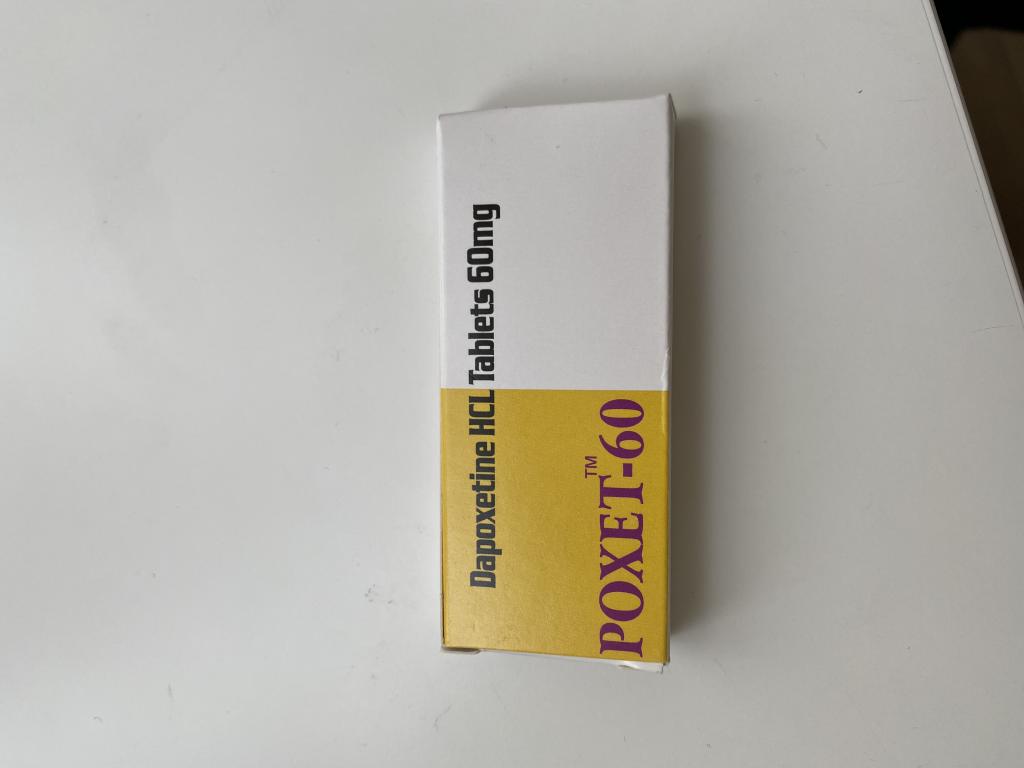 Dapoxetine HCL Tablets 60mg
POXET™-60